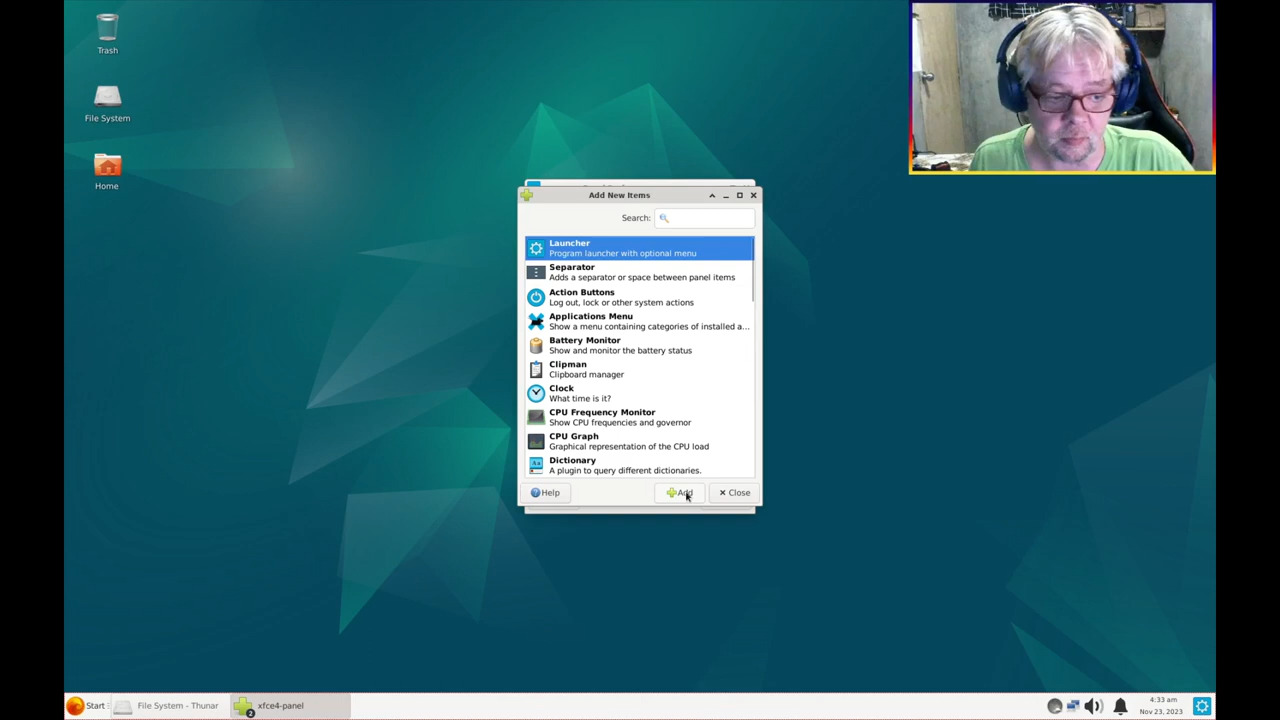 Trash
File System
Home
Add New Items
Search:
Launcher
Program launcher with optional menu
Separator
Adds a separator or space between panel items
Action Buttons
Log out, lock or other system actions
Applications Menu
Show a menu containing categories of installed a...
Battery Monitor
Show and monitor the battery status
Clipman
Clipboard manager
Clock
What time is it?
CPU Frequency Monitor
Show CPU frequencies and governor
CPU Graph
Graphical representation of the CPU load
Dictionary
A plugin to query different dictionaries.
Help
Add
Close
Start
File System - Thunar
2
xfce4-panel
4:33 am
Nov 23, 2023